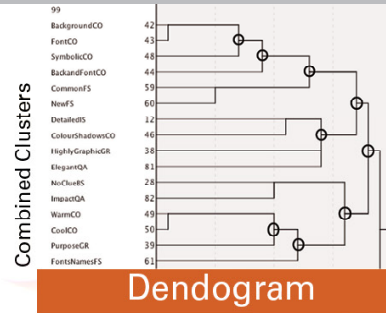 99
BackgroundCO 42
FontCO 43
SymbolicCO 48
BackandFontCO 44
CommonFS 59
NewFS 60
DetailedIS 12
ColourShadowsCO 46
HighlyGraphicGR 38
ElegantQA 81
NoClueBS 28
ImpactQA 82
WarmCO 49
CoolCO 50
PurposeGR 39
FontsNamesFS 61
Combined Clusters
Dendogram